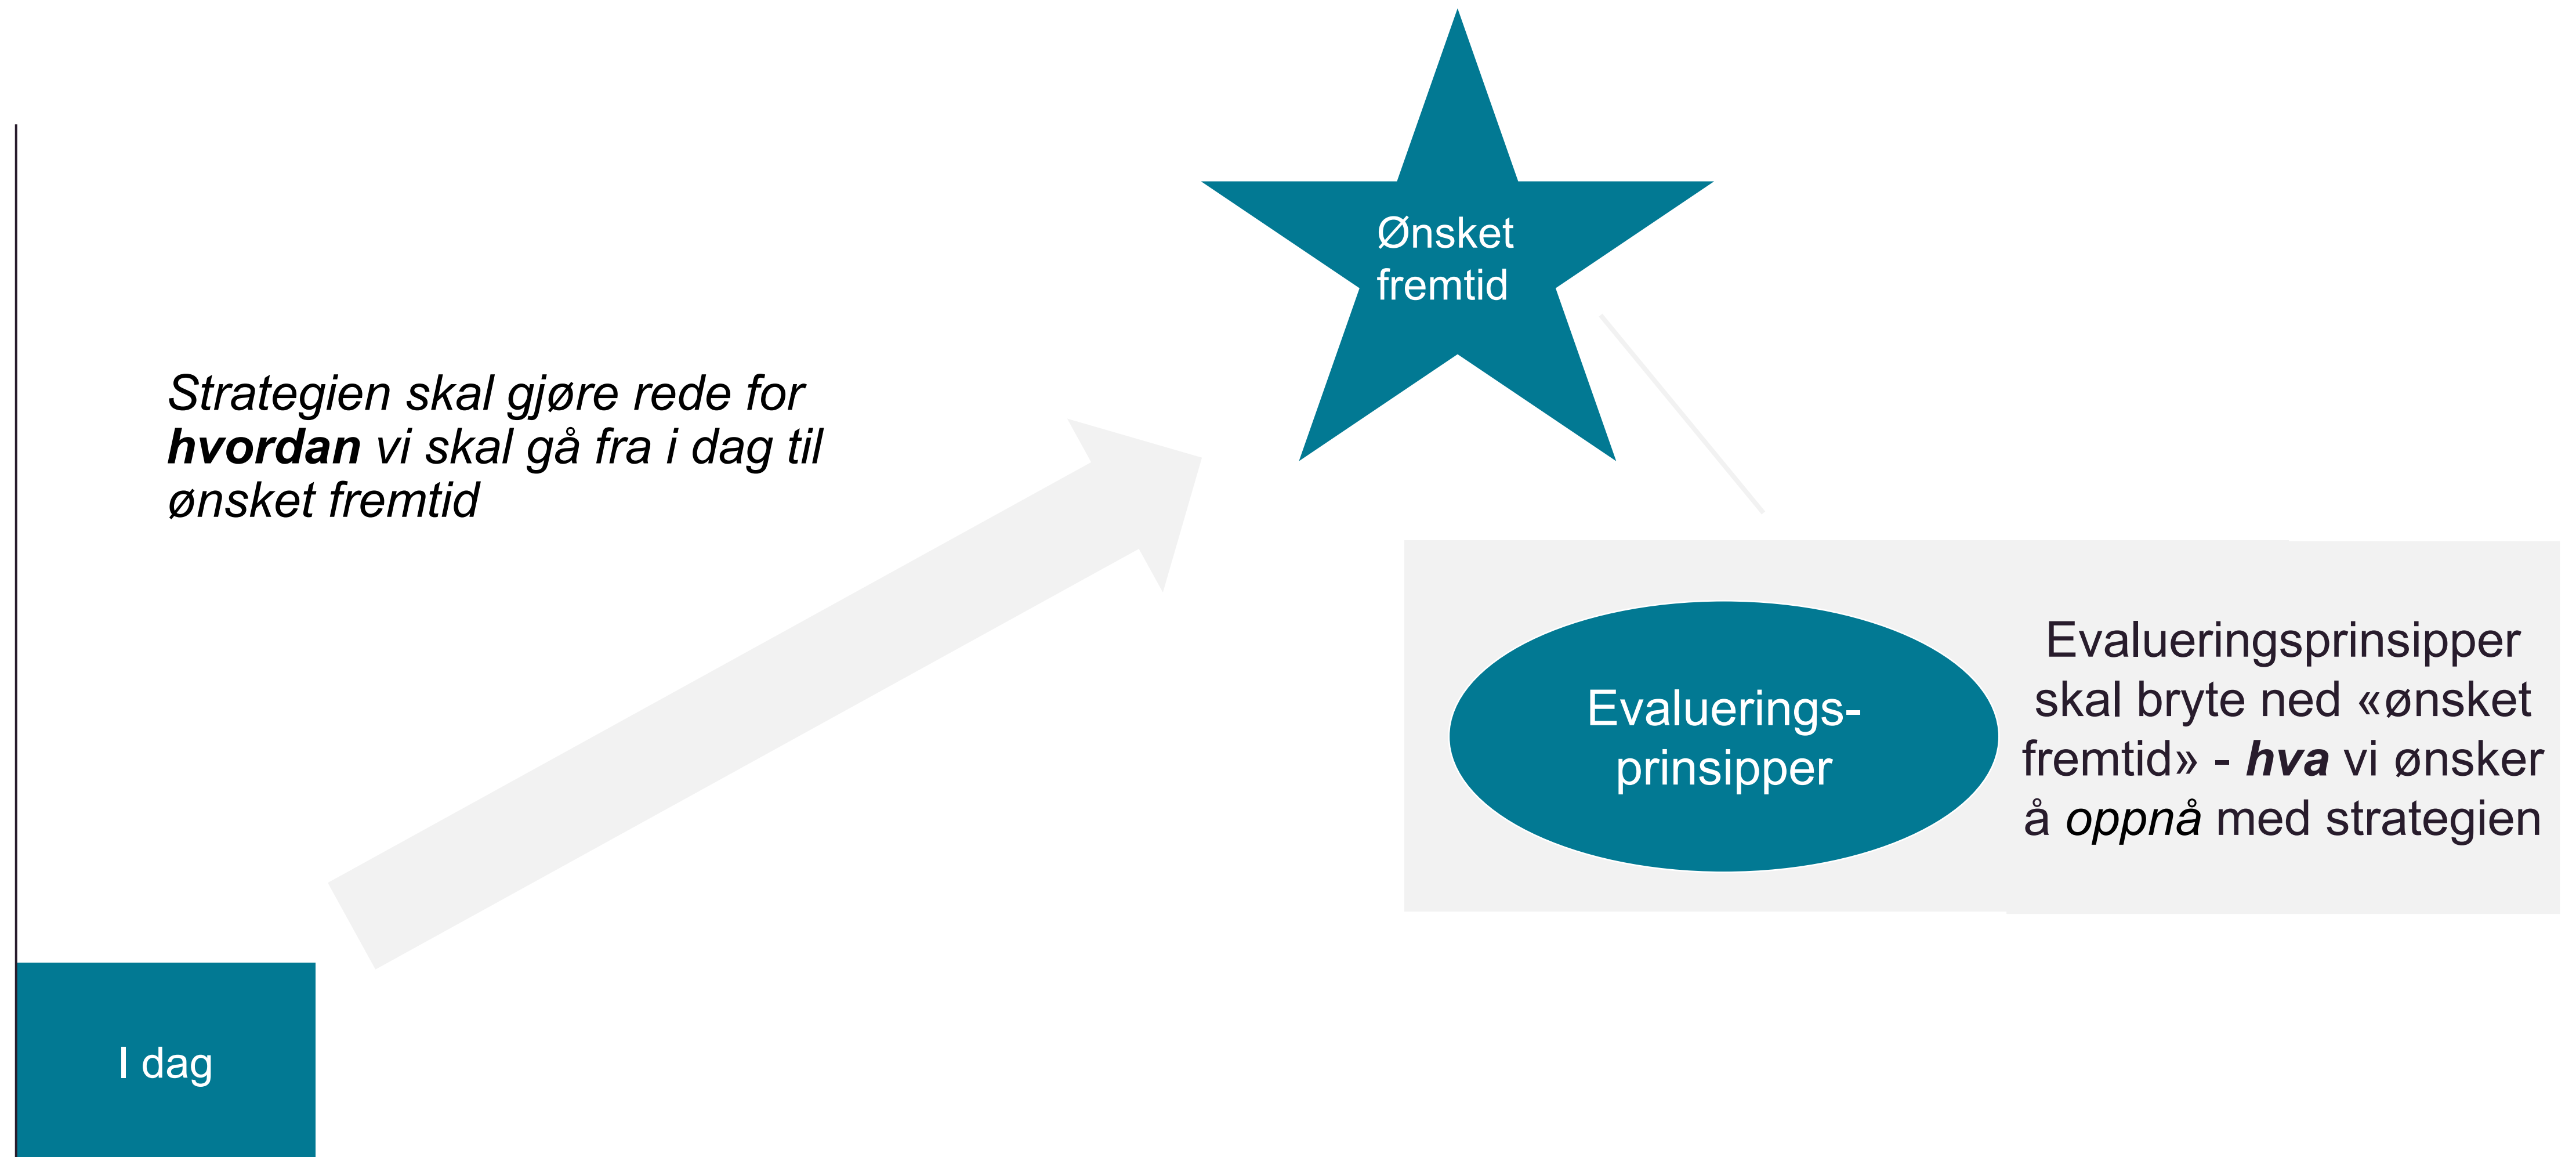 Ønsket
fremtid
Strategien skal gjøre rede for
hvordan vi skal gå fra i dag til
ønsket fremtid
Evaluerings-
prinsipper
Evalueringsprinsipper
skal bryte ned «ønsket
fremtid» - hva vi ønsker
å oppnå med strategien
I dag